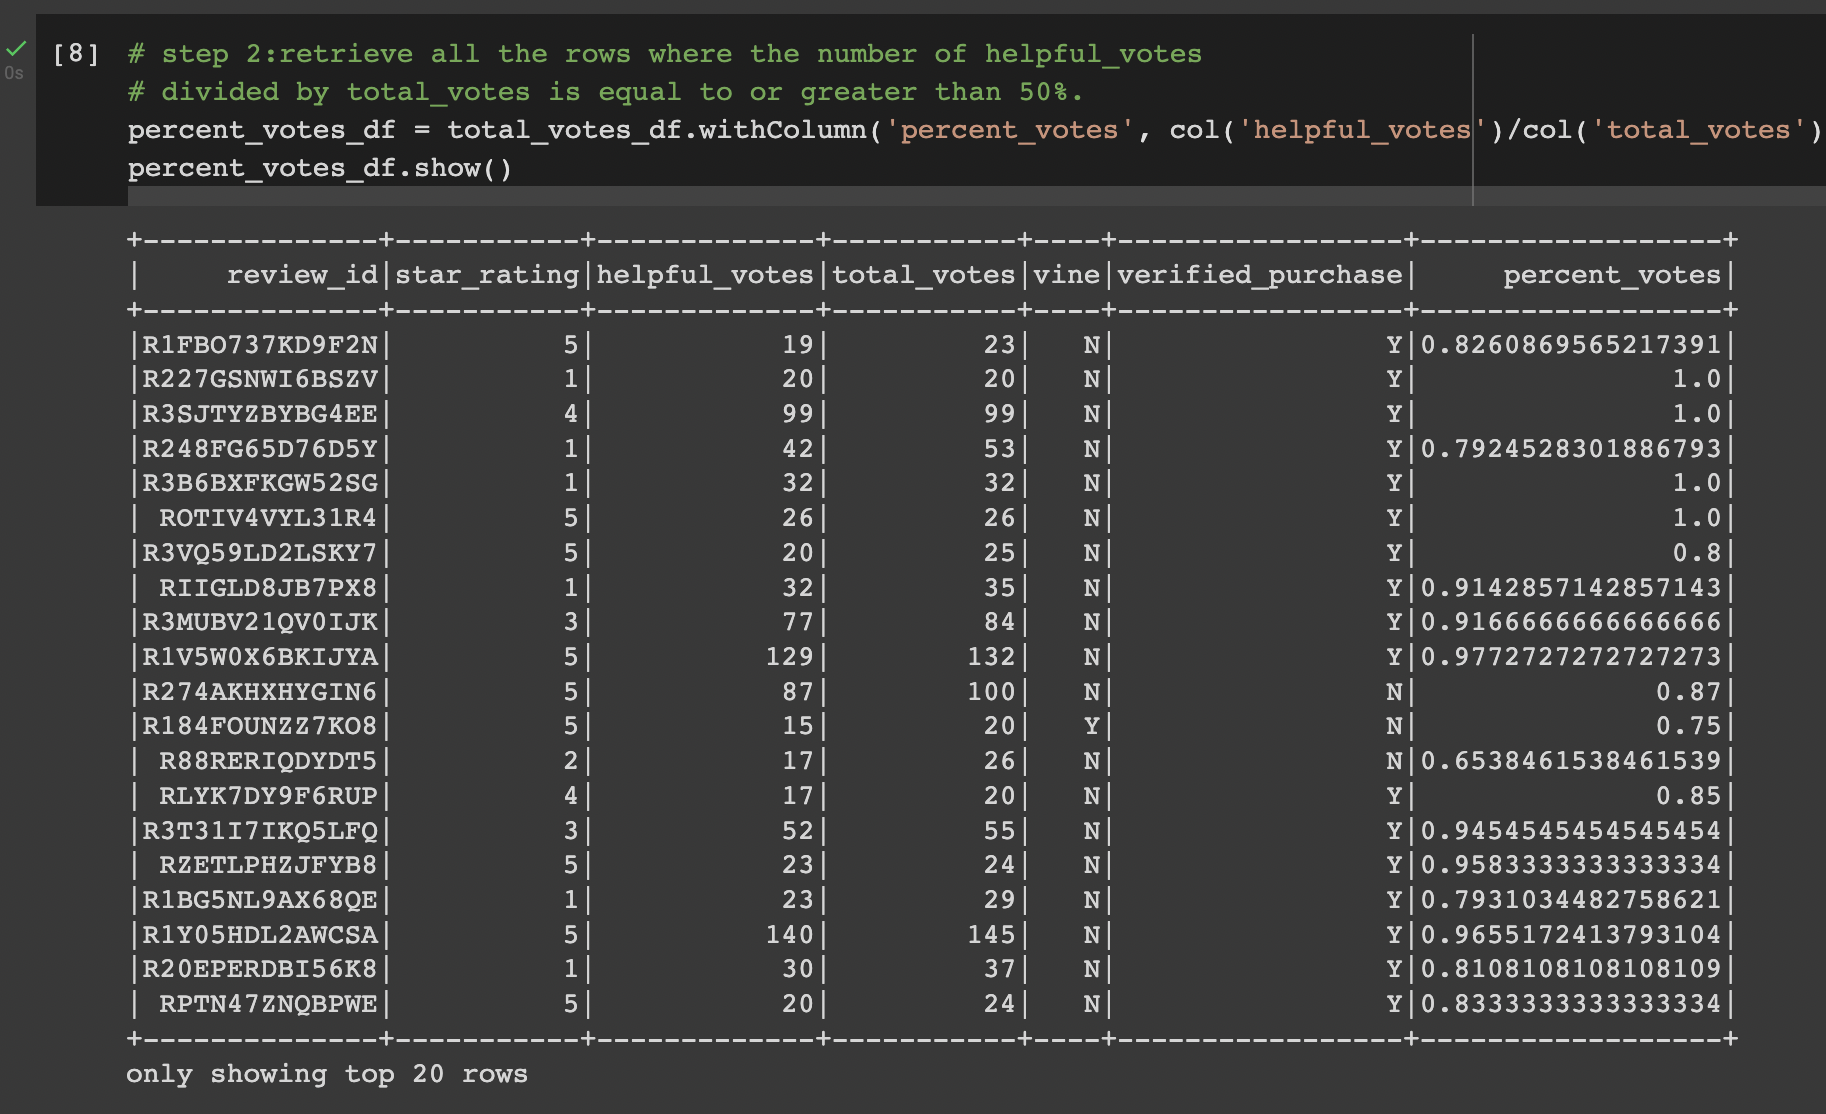 [8] # step 2:retrieve all the rows where the number of helpful_votes
0s # divided by total_votes is equal to or greater than 50%.
percent_votes_df = total_votes_df.withColumn('percent_votes', col('helpful_votes')/col('total_votes')
percent_votes_df.show()
+--------------+-----------+-------------+-----------+----+-----------------+------------------+
|     review_id|star_rating|helpful_votes|total_votes|vine|verified_purchase|     percent_votes|
+--------------+-----------+-------------+-----------+----+-----------------+------------------+
|R1FBO737KD9F2N|          5|           19|         23|   N|                Y|0.8260869565217391|
|R227GSNWI6BSZV|          1|           20|         20|   N|                Y|               1.0|
|R3SJTYZBYBG4EE|          4|           99|         99|   N|                Y|               1.0|
|R248FG65D76D5Y|          1|           42|         53|   N|                Y|0.7924528301886793|
|R3B6BXFKGW52SG|          1|           32|         32|   N|                Y|               1.0|
| ROTIV4VYL31R4|          5|           26|         26|   N|                Y|               1.0|
|R3VQ59LD2LSKY7|          5|           20|         25|   N|                Y|               0.8|
| RIIGLD8JB7PX8|          1|           32|         35|   N|                Y|0.9142857142857143|
|R3MUBV21QV0IJK|          3|           77|         84|   N|                Y|0.9166666666666666|
|R1V5W0X6BKIJYA|          5|          129|        132|   N|                Y|0.9772727272727273|
|R274AKHXHYGIN6|          5|           87|        100|   N|                N|              0.87|
|R184FOUNZZ7KO8|          5|           15|         20|   Y|                N|              0.75|
| R88RERIQDYDT5|          2|           17|         26|   N|                N|0.6538461538461539|
| RLYK7DY9F6RUP|          4|           17|         20|   N|                Y|              0.85|
|R3T31I7IKQ5LFQ|          3|           52|         55|   N|                Y|0.9454545454545454|
| RZETLPHZJFYB8|          5|           23|         24|   N|                Y|0.9583333333333334|
|R1BG5NL9AX68QE|          1|           23|         29|   N|                Y|0.7931034482758621|
|R1Y05HDL2AWCSA|          5|          140|        145|   N|                Y|0.9655172413793104|
|R20EPERDBI56K8|          1|           30|         37|   N|                Y|0.8108108108108109|
| RPTN47ZNQBPWE|          5|           20|         24|   N|                Y|0.8333333333333334|
+--------------+-----------+-------------+-----------+----+-----------------+------------------+
only showing top 20 rows